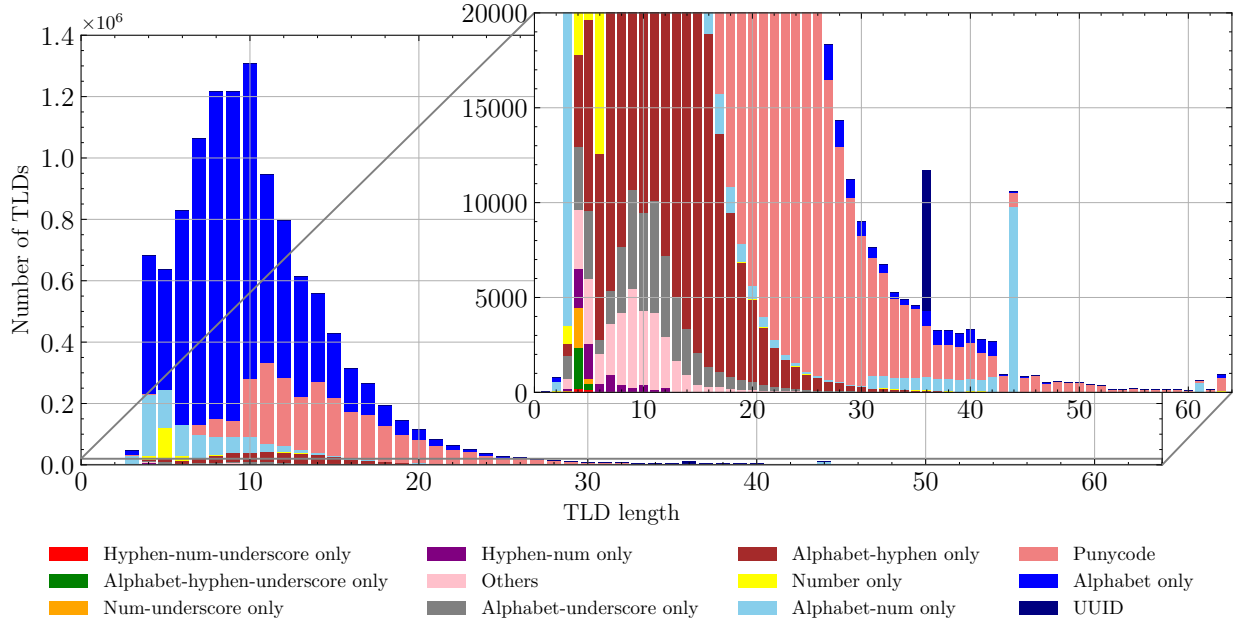 ×10⁶
1.4
1.2
1.0
0.8
0.6
0.4
0.2
0.0
Number of TLDs
0 10 20 30 40 50 60
TLD length
20000
15000
10000
5000
0
0 10 20 30 40 50 60
Hyphen-num-underscore only
Alphabet-hyphen-underscore only
Num-underscore only
Hyphen-num only
Others
Alphabet-underscore only
Alphabet-hyphen only
Number only
Alphabet-num only
Punycode
Alphabet only
UUID